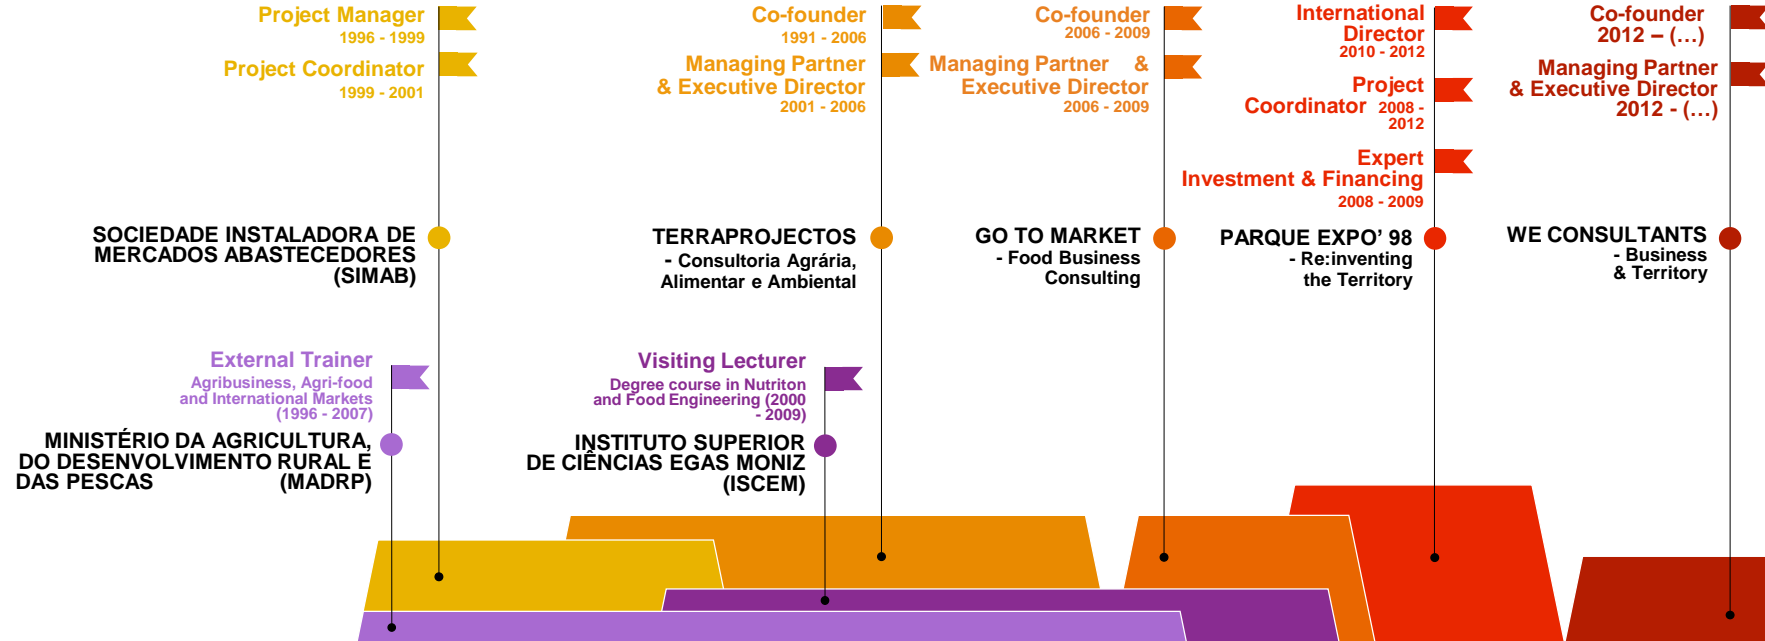 Project Manager
1996 - 1999
Project Coordinator
1999 - 2001
SOCIEDADE INSTALADORA DE
MERCADOS ABASTECEDORES
(SIMAB)
Co-founder
1991 - 2006
Managing Partner
& Executive Director
2001 - 2006
TERRAPROJECTOS
- Consultoria Agrária,
Alimentar e Ambiental
Co-founder
2006 - 2009
Managing Partner &
Executive Director
2006 - 2009
GO TO MARKET
- Food Business
Consulting
International
Director
2010 - 2012
Project
Coordinator 2008 -
2012
Expert
Investment & Financing
2008 - 2009
PARQUE EXPO' 98
- Re:inventing
the Territory
Co-founder
2012 – (…)
Managing Partner
& Executive Director
2012 - (…)
WE CONSULTANTS
- Business
& Territory
External Trainer
Agribusiness, Agri-food
and International Markets
(1996 - 2007)
MINISTÉRIO DA AGRICULTURA,
DO DESENVOLVIMENTO RURAL E
DAS PESCAS (MADRP)
Visiting Lecturer
Degree course in Nutriton
and Food Engineering (2000
- 2009)
INSTITUTO SUPERIOR
DE CIÊNCIAS EGAS MONIZ
(ISCEM)